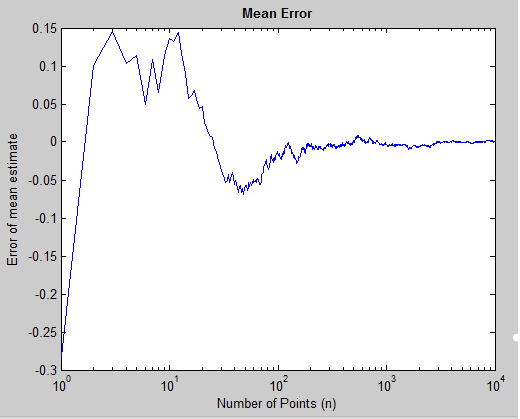 Mean Error
Error of mean estimate
0.15
0.1
0.05
0
-0.05
-0.1
-0.15
-0.2
-0.25
-0.3
10^0 10^1 10^2 10^3 10^4
Number of Points (n)